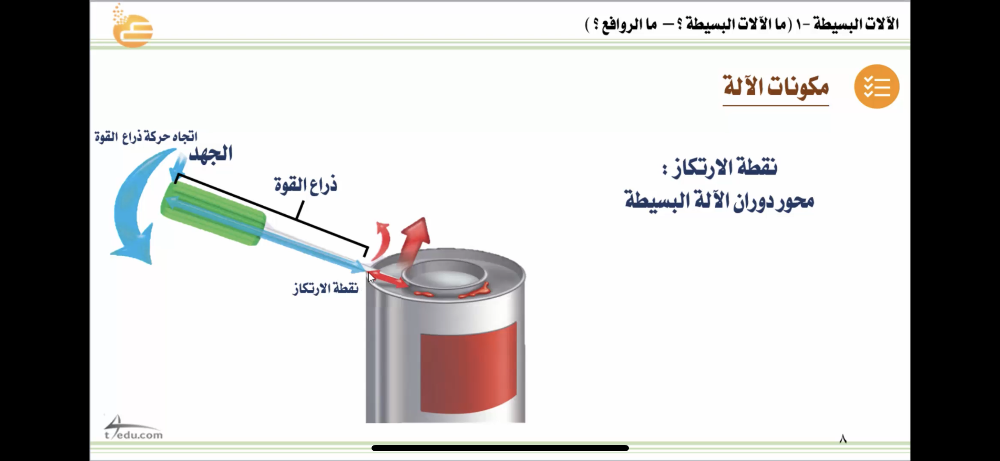 الآلات البسيطة -١ (ما الآلات البسيطة ؟ – ما الروافع ؟ )
مكونات الآلة
نقطة الارتكاز :
محور دوران الآلة البسيطة
اتجاه حركة ذراع القوة
الجهد
ذراع القوة
نقطة الارتكاز
t4edu.com
٨